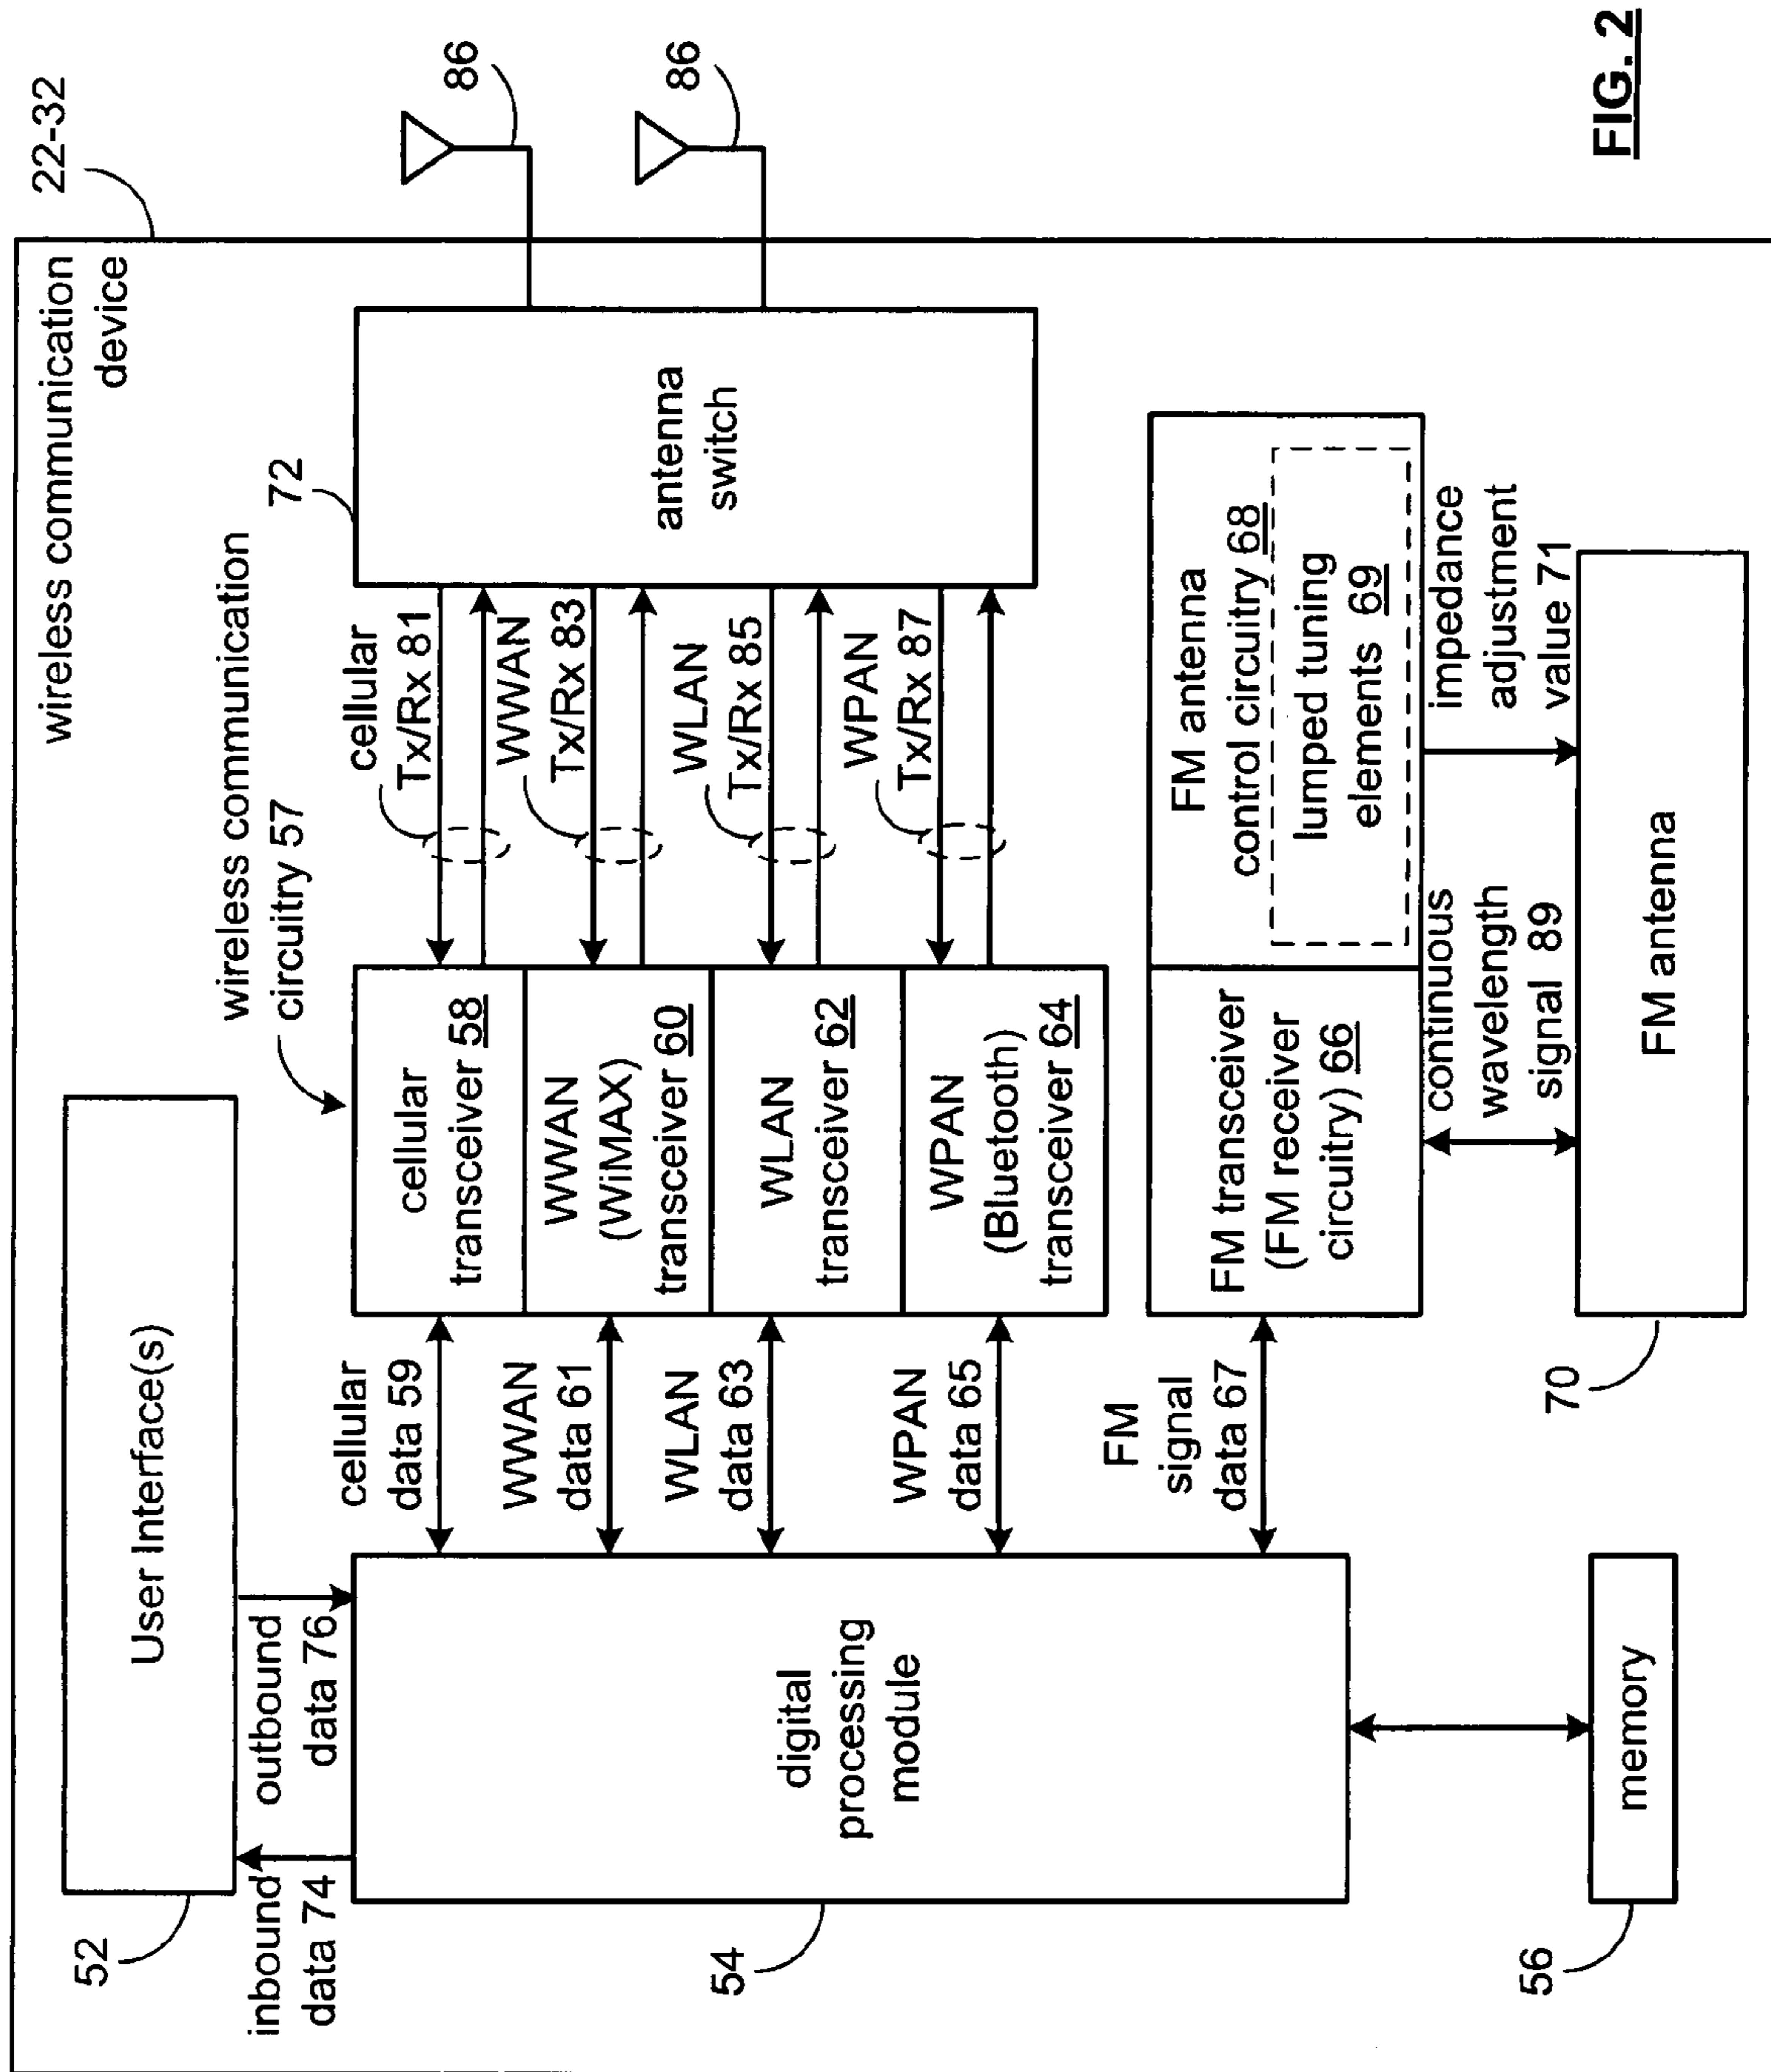 wireless communication
device
22-32
User Interface(s)
52
inbound
data 74
outbound
data 76
wireless communication
circuitry 57
72
86
86
digital
processing
module
54
cellular
data 59
WWAN
data 61
WLAN
data 63
WPAN
data 65
FM
signal
data 67
cellular
transceiver 58
WWAN
(WiMAX)
transceiver 60
WLAN
transceiver 62
WPAN
(Bluetooth)
transceiver 64
cellular
Tx/Rx 81
WWAN
Tx/Rx 83
WLAN
Tx/Rx 85
WPAN
Tx/Rx 87
antenna
switch
FM transceiver
(FM receiver
circuitry) 66
FM antenna
control circuitry 68
lumped tuning
elements 69
continuous
wavelength
signal 89
impedance
adjustment
value 71
memory
56
FM antenna
70
FIG. 2